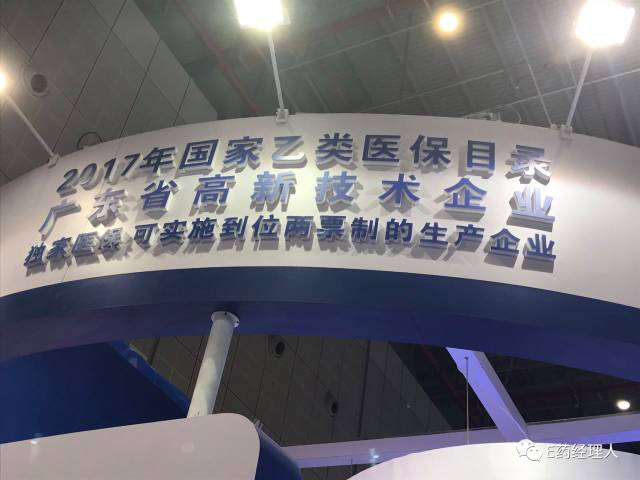 2017年国家乙类医保目录
广东省高新技术企业
独家医保 可实施到位两票制的生产企业
E药经理人